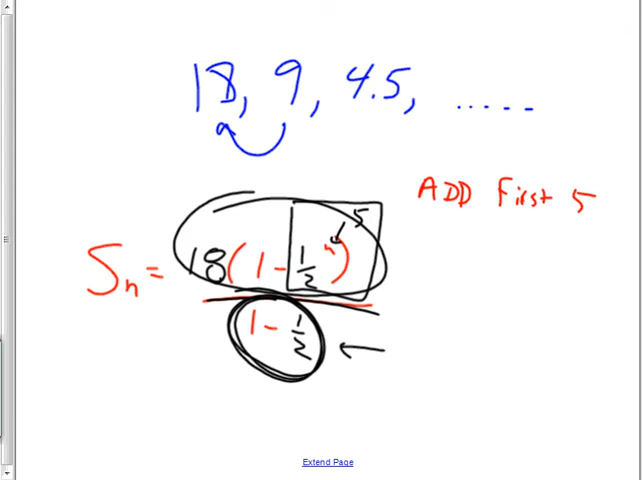 18, 9, 4.5, .....
ADD First 5
Sn = 18(1 - 1/2^n) 5
1 - 1/2
Extend Page